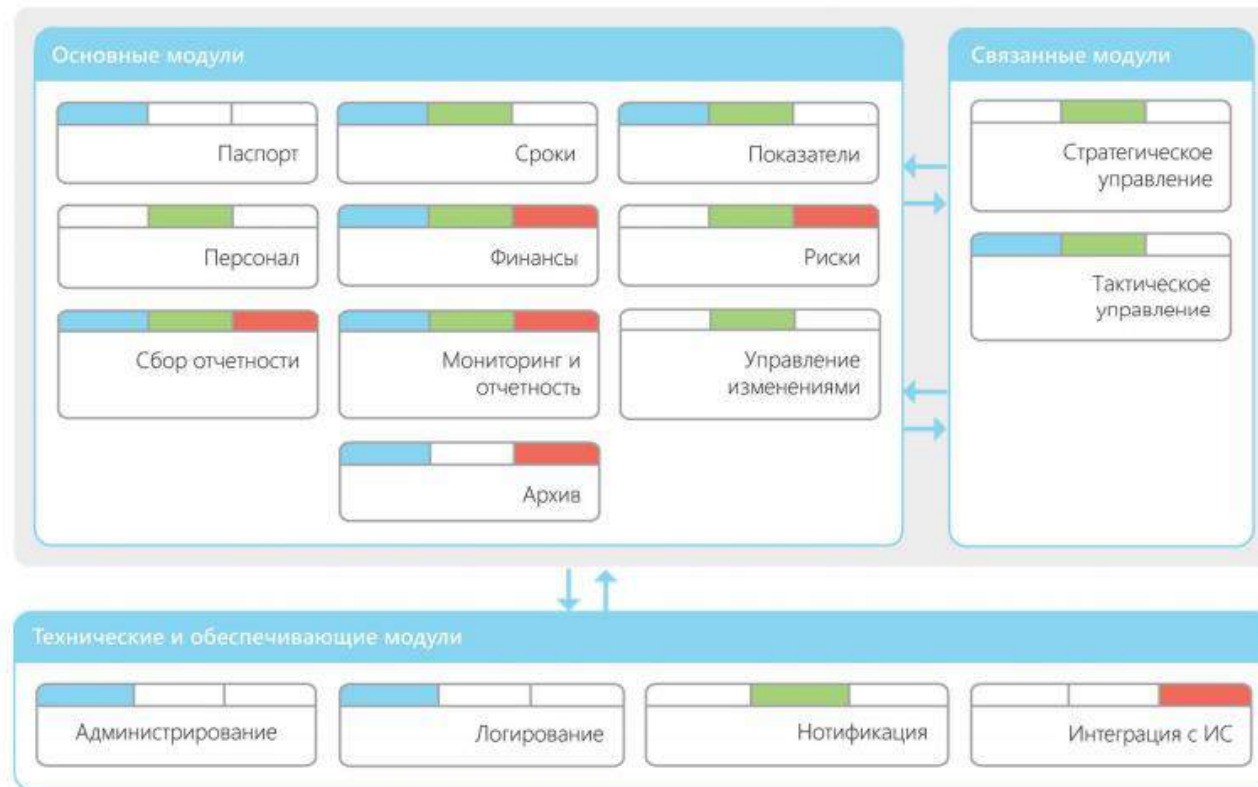 Основные модули
Связанные модули
Паспорт
Сроки
Показатели
Стратегическое
управление
Персонал
Финансы
Риски
Тактическое
управление
Сбор отчетности
Мониторинг и
отчетность
Управление
изменениями
Архив
Технические и обеспечивающие модули
Администрирование
Логирование
Нотификация
Интеграция с ИС